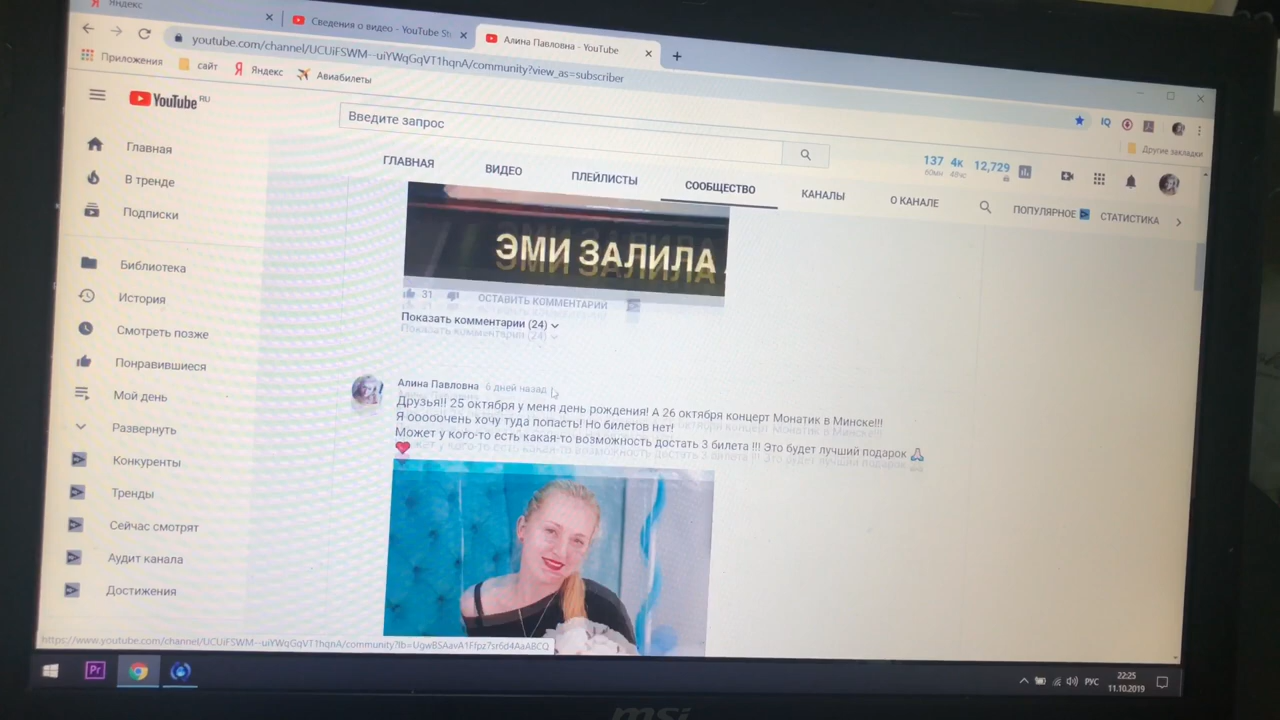 Яндекс
Сведения о видео - YouTube St
Алина Павловна - YouTube
youtube.com/channel/UCUiFSWM--uiYWqGqVT1hqnA/community?view_as=subscriber
Приложения
сайт
Яндекс
Авиабилеты
Другие закладки
YouTube RU
Введите запрос
137 4к 12,729
60мн 48чс
Главная
В тренде
Подписки
Библиотека
История
Смотреть позже
Понравившиеся
Мой день
Развернуть
Конкуренты
Тренды
Сейчас смотрят
Аудит канала
Достижения
ГЛАВНАЯ
ВИДЕО
ПЛЕЙЛИСТЫ
СООБЩЕСТВО
КАНАЛЫ
О КАНАЛЕ
ПОПУЛЯРНОЕ
СТАТИСТИКА
ЭМИ ЗАЛИЛА
31
ОСТАВИТЬ КОММЕНТАРИЙ
Показать комментарии (24)
Алина Павловна 6 дней назад
Друзья!! 25 октября у меня день рождения! А 26 октября концерт Монатик в Минске!!!
Я ооооочень хочу туда попасть! Но билетов нет!
Может у кого-то есть какая-то возможность достать 3 билета !!! Это будет лучший подарок 🙏
❤️
https://www.youtube.com/channel/UCUiFSWM--uiYWqGqVT1hqnA/community?lb=UgwBSAavA1Ffpz7sr6d4AaABCQ
Pr
РУС
22:25
11.10.2019
msi